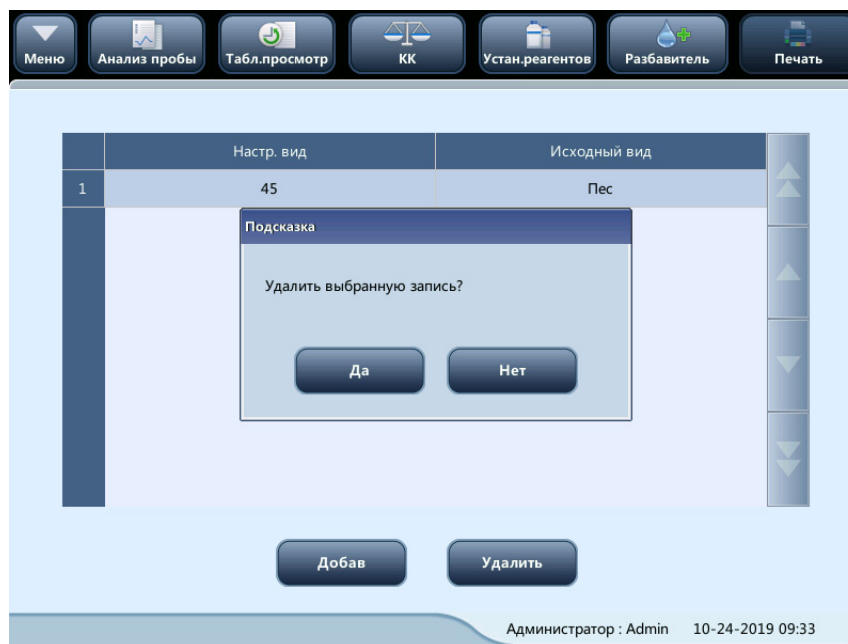 Меню Анализ пробы Табл.просмотр КК Устан.реагентов Разбавитель Печать
Настр. вид Исходный вид
1 45 Пес
Подсказка
Удалить выбранную запись?
Да Нет
Добав Удалить
Администратор : Admin 10-24-2019 09:33